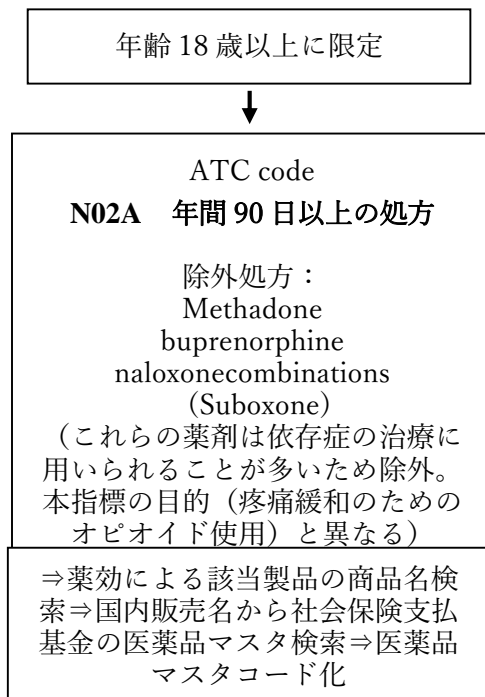 年齢 18 歳以上に限定
ATC code
N02A 年間 90 日以上の処方
除外処方：
Methadone
buprenorphine
naloxonecombinations
(Suboxone)
（これらの薬剤は依存症の治療に
用いられることが多いため除外。
本指標の目的（疼痛緩和のための
オピオイド使用）と異なる）
⇒薬効による該当製品の商品名検
索⇒国内販売名から社会保険支払
基金の医薬品マスタ検索⇒医薬品
マスタコード化